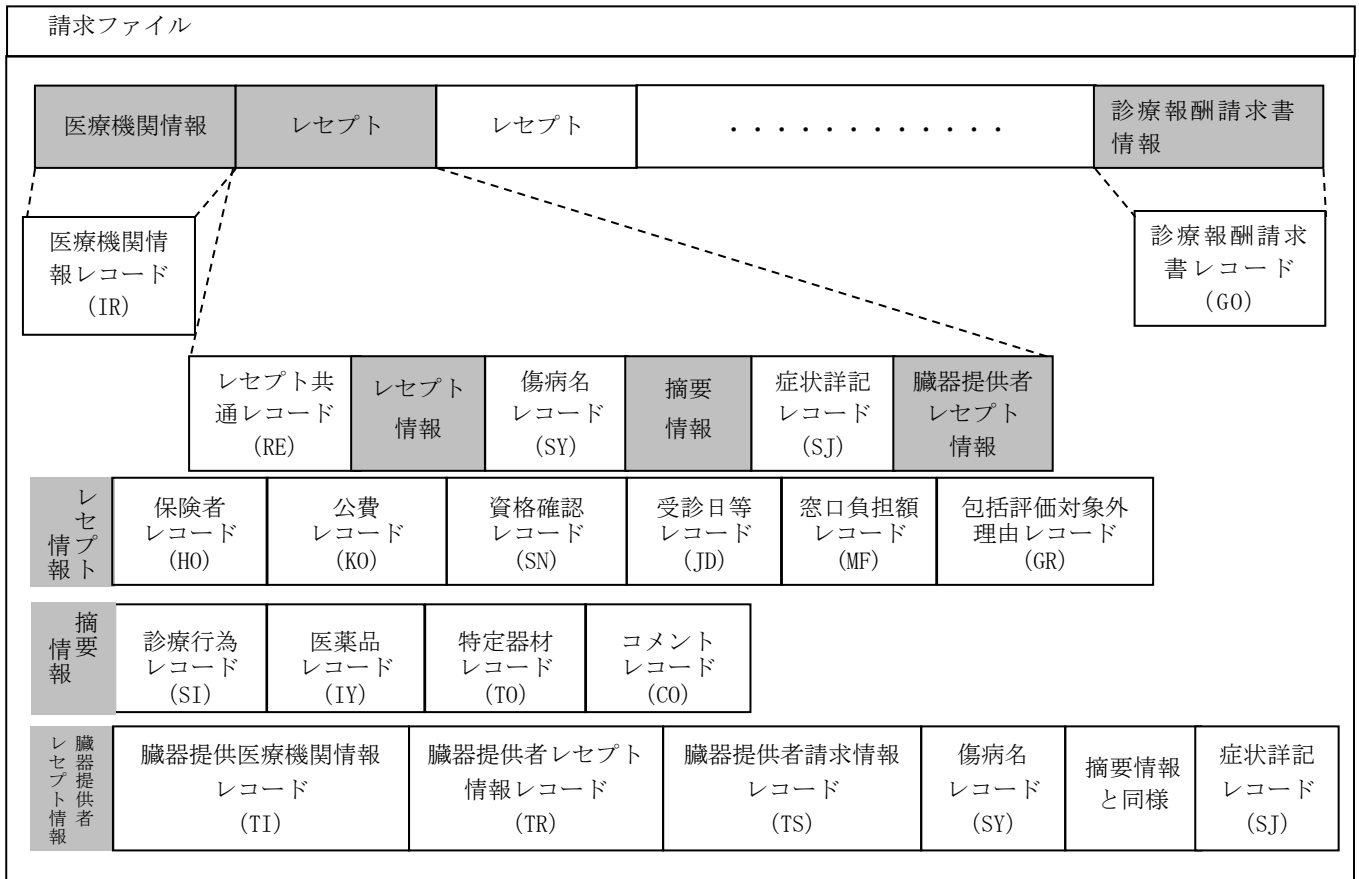 請求ファイル
医療機関情報
レセプト
レセプト
・・・・・・・・・・・・
診療報酬請求書
情報
医療機関情
報レコード
(IR)
診療報酬請求
書レコード
(GO)
レセプト共
通レコード
(RE)
レセプト
情報
傷病名
レコード
(SY)
摘要
情報
症状詳記
レコード
(SJ)
臓器提供者
レセプト
情報
レセプト
情報
保険者
レコード
(HO)
公費
レコード
(KO)
資格確認
レコード
(SN)
受診日等
レコード
(JD)
窓口負担額
レコード
(MF)
包括評価対象外
理由レコード
(GR)
摘要
情報
診療行為
レコード
(SI)
医薬品
レコード
(IY)
特定器材
レコード
(TO)
コメント
レコード
(CO)
臓器提供者
レセプト情報
臓器提供医療機関情報
レコード
(TI)
臓器提供者レセプト
情報レコード
(TR)
臓器提供者請求情報
レコード
(TS)
傷病名
レコード
(SY)
摘要情報
と同様
症状詳記
レコード
(SJ)